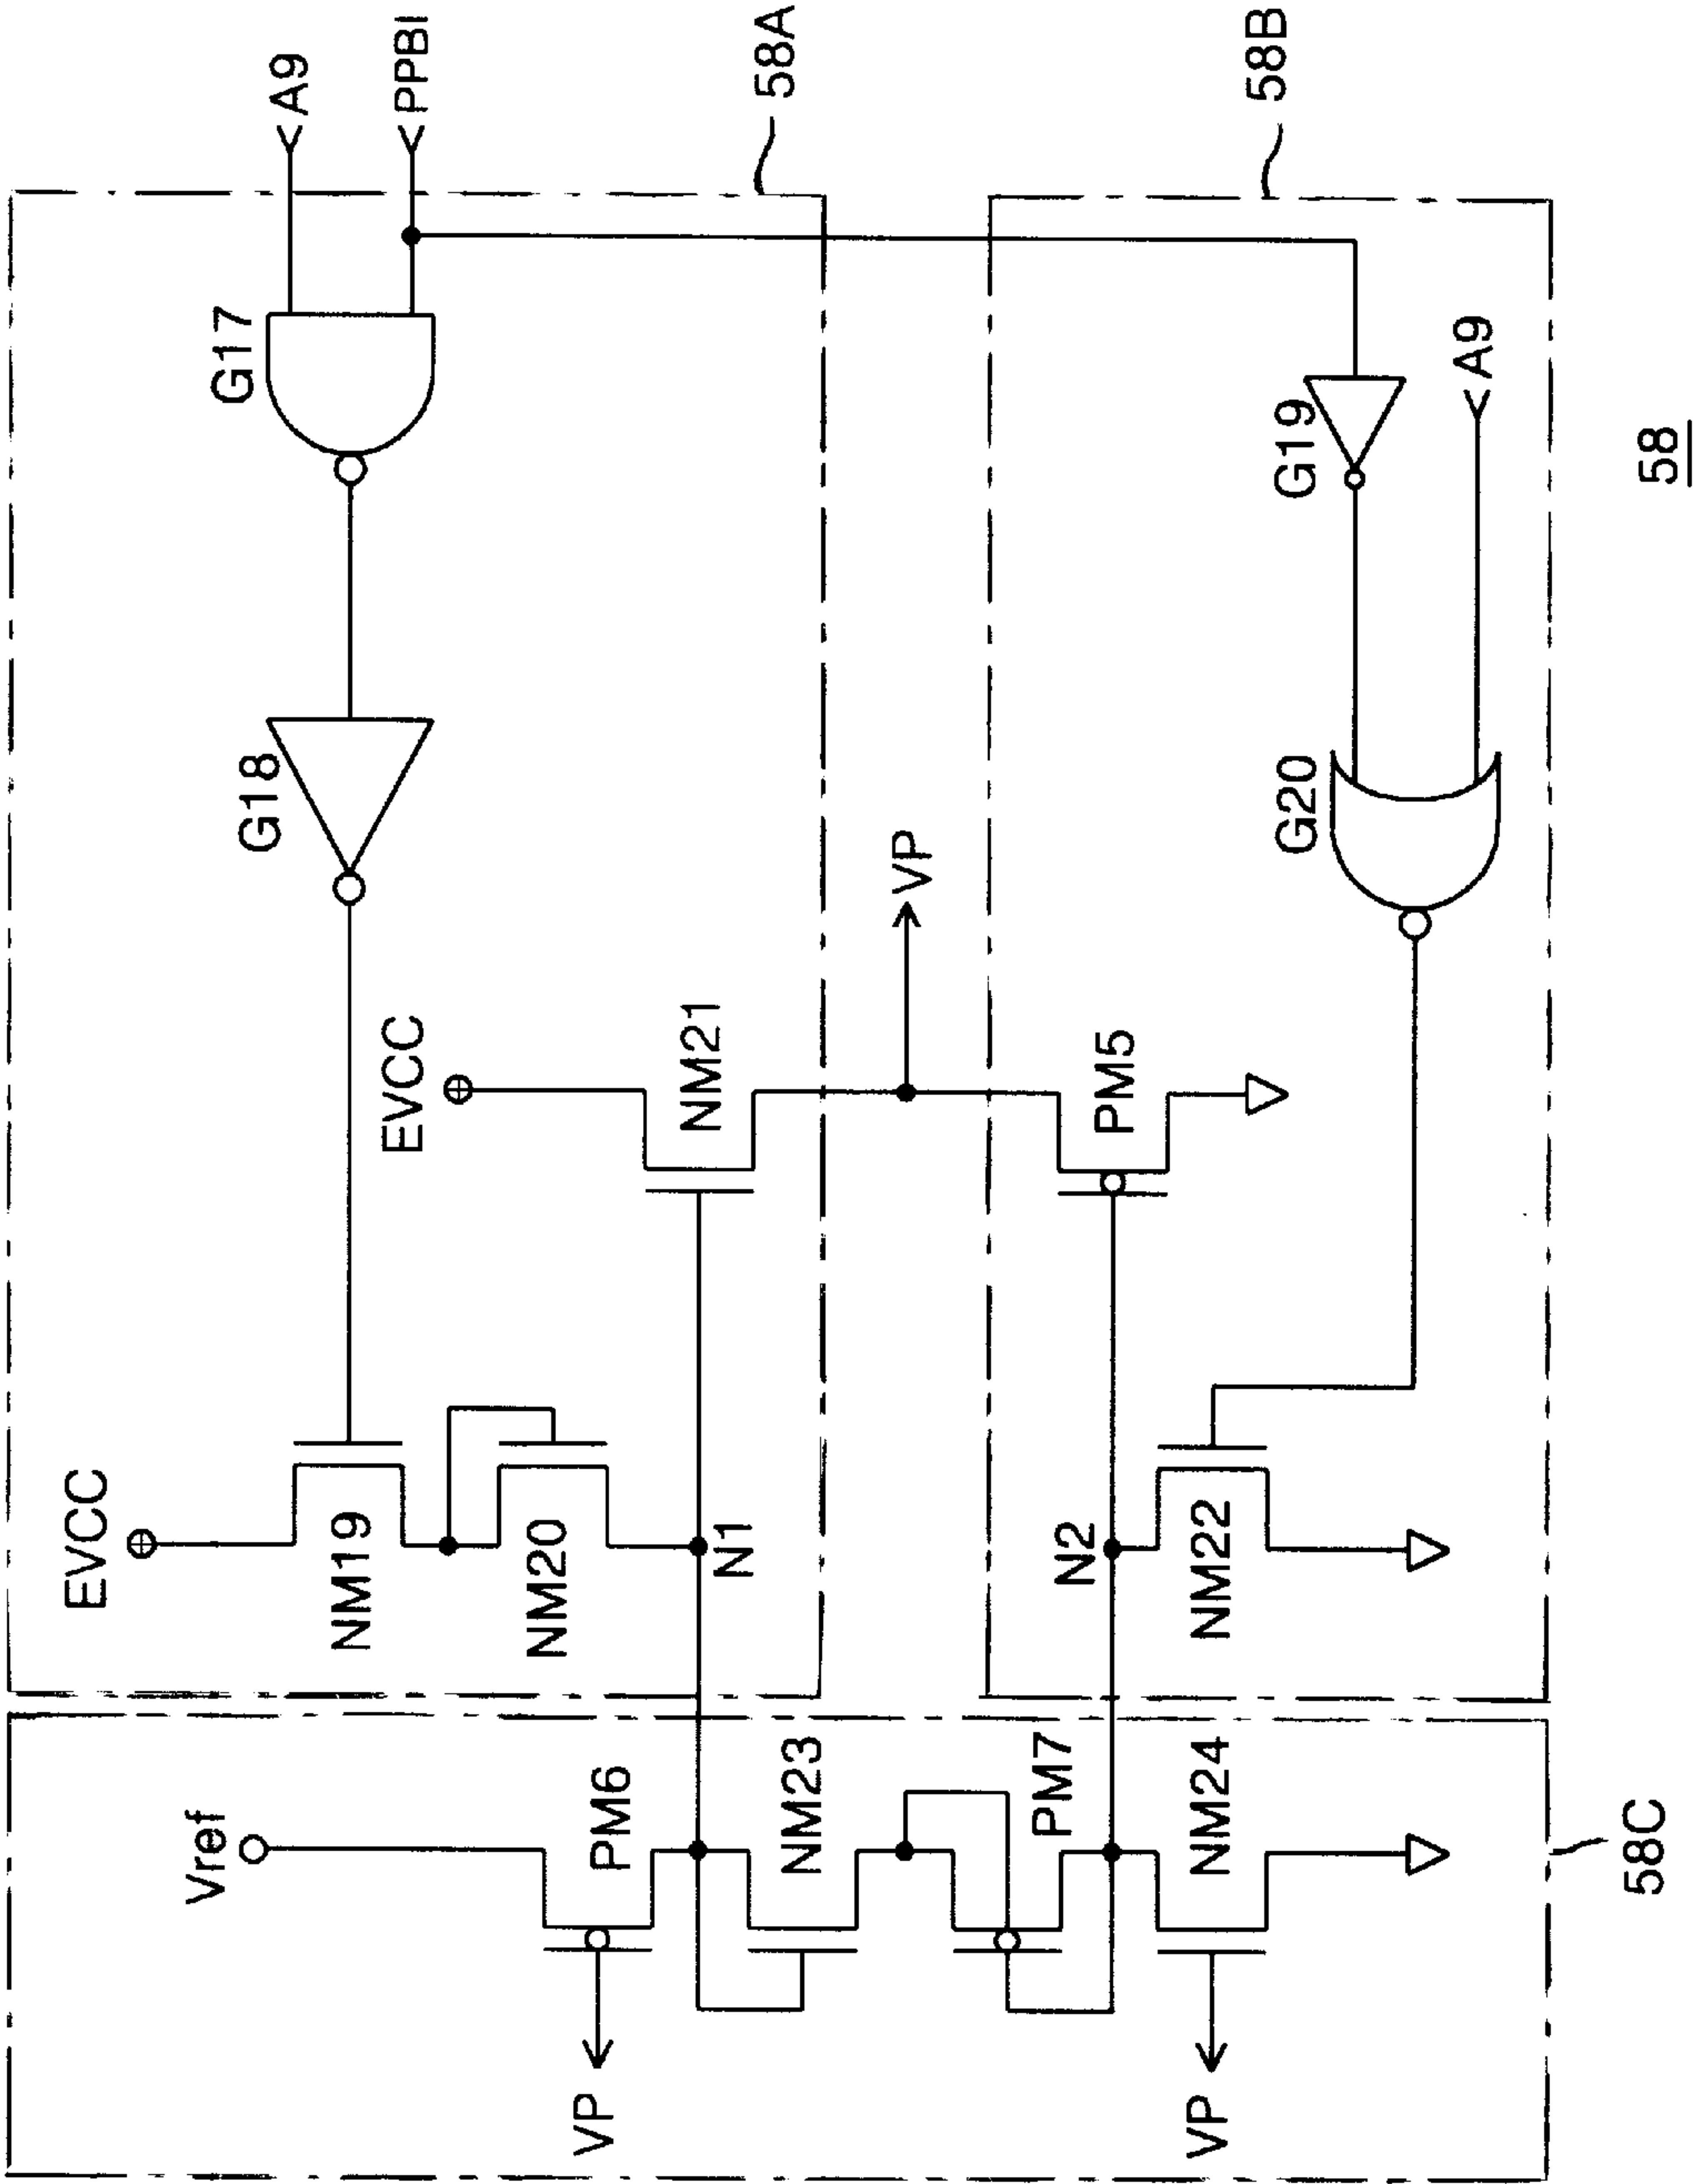 A9
PPBI
58A
G17
G18
EVCC
EVCC
NM19
NM20
NM21
N1
VP
58B
G19
A9
G20
PM5
N2
NM22
58
Vref
PM6
NM23
PM7
NM24
VP
VP
58C